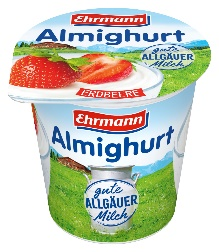 Ehrmann
Almighurt
gute
ALLGÄUER
Milch
ERDBEERE
Ehrmann
Almighurt
gute
ALLGÄUER
Milch